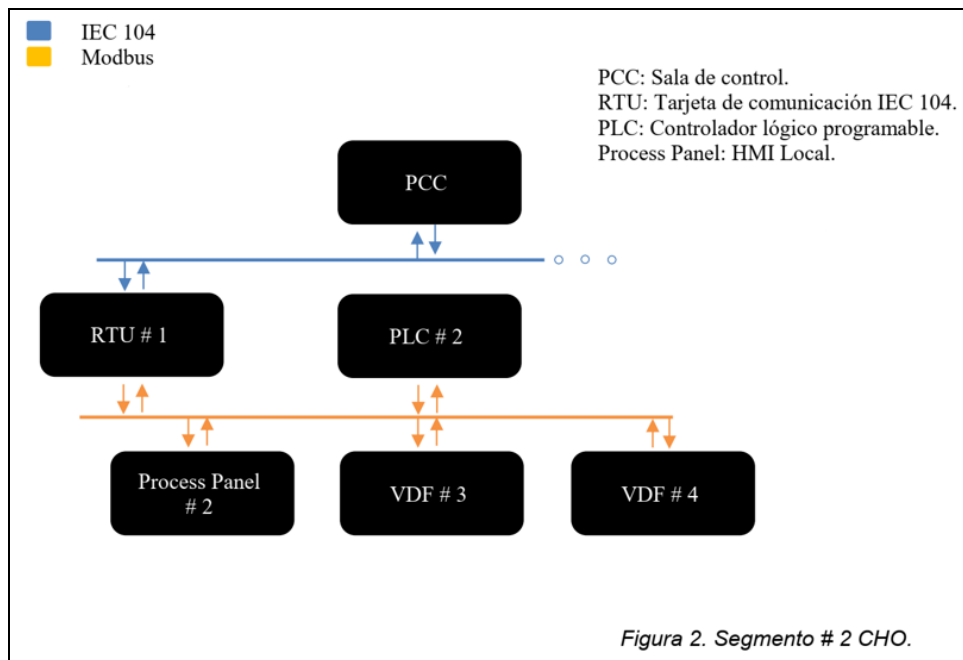 IEC 104
Modbus
PCC: Sala de control.
RTU: Tarjeta de comunicación IEC 104.
PLC: Controlador lógico programable.
Process Panel: HMI Local.
PCC
RTU # 1
PLC # 2
Process Panel
# 2
VDF # 3
VDF # 4
Figura 2. Segmento # 2 CHO.